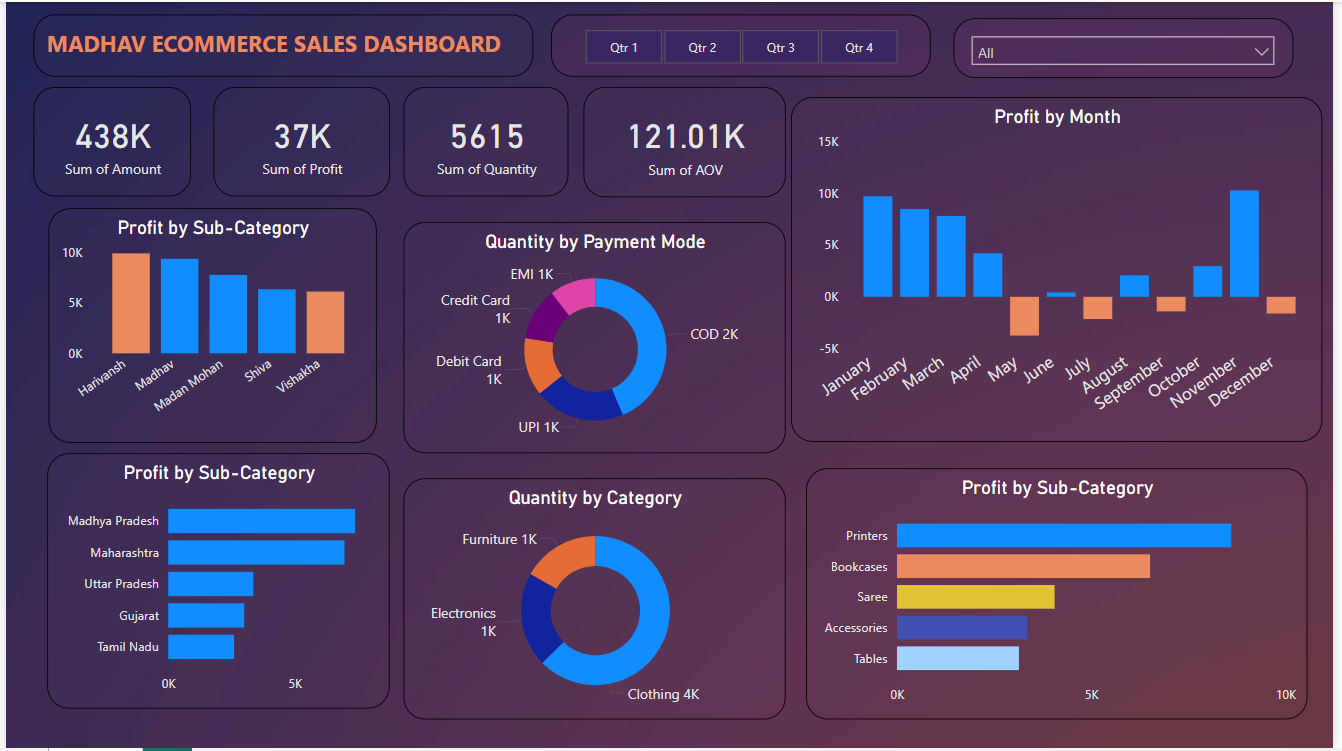 MADHAV ECOMMERCE SALES DASHBOARD
Qtr 1
Qtr 2
Qtr 3
Qtr 4
All
438K
Sum of Amount
37K
Sum of Profit
5615
Sum of Quantity
121.01K
Sum of AOV
Profit by Month
15K
10K
5K
0K
-5K
January
February
March
April
May
June
July
August
September
October
November
December
Profit by Sub-Category
10K
5K
0K
Harivansh
Madhav
Madan Mohan
Shiva
Vishakha
Quantity by Payment Mode
EMI 1K
Credit Card
1K
Debit Card
1K
UPI 1K
COD 2K
Profit by Sub-Category
Madhya Pradesh
Maharashtra
Uttar Pradesh
Gujarat
Tamil Nadu
0K
5K
Quantity by Category
Furniture 1K
Electronics
1K
Clothing 4K
Profit by Sub-Category
Printers
Bookcases
Saree
Accessories
Tables
0K
5K
10K